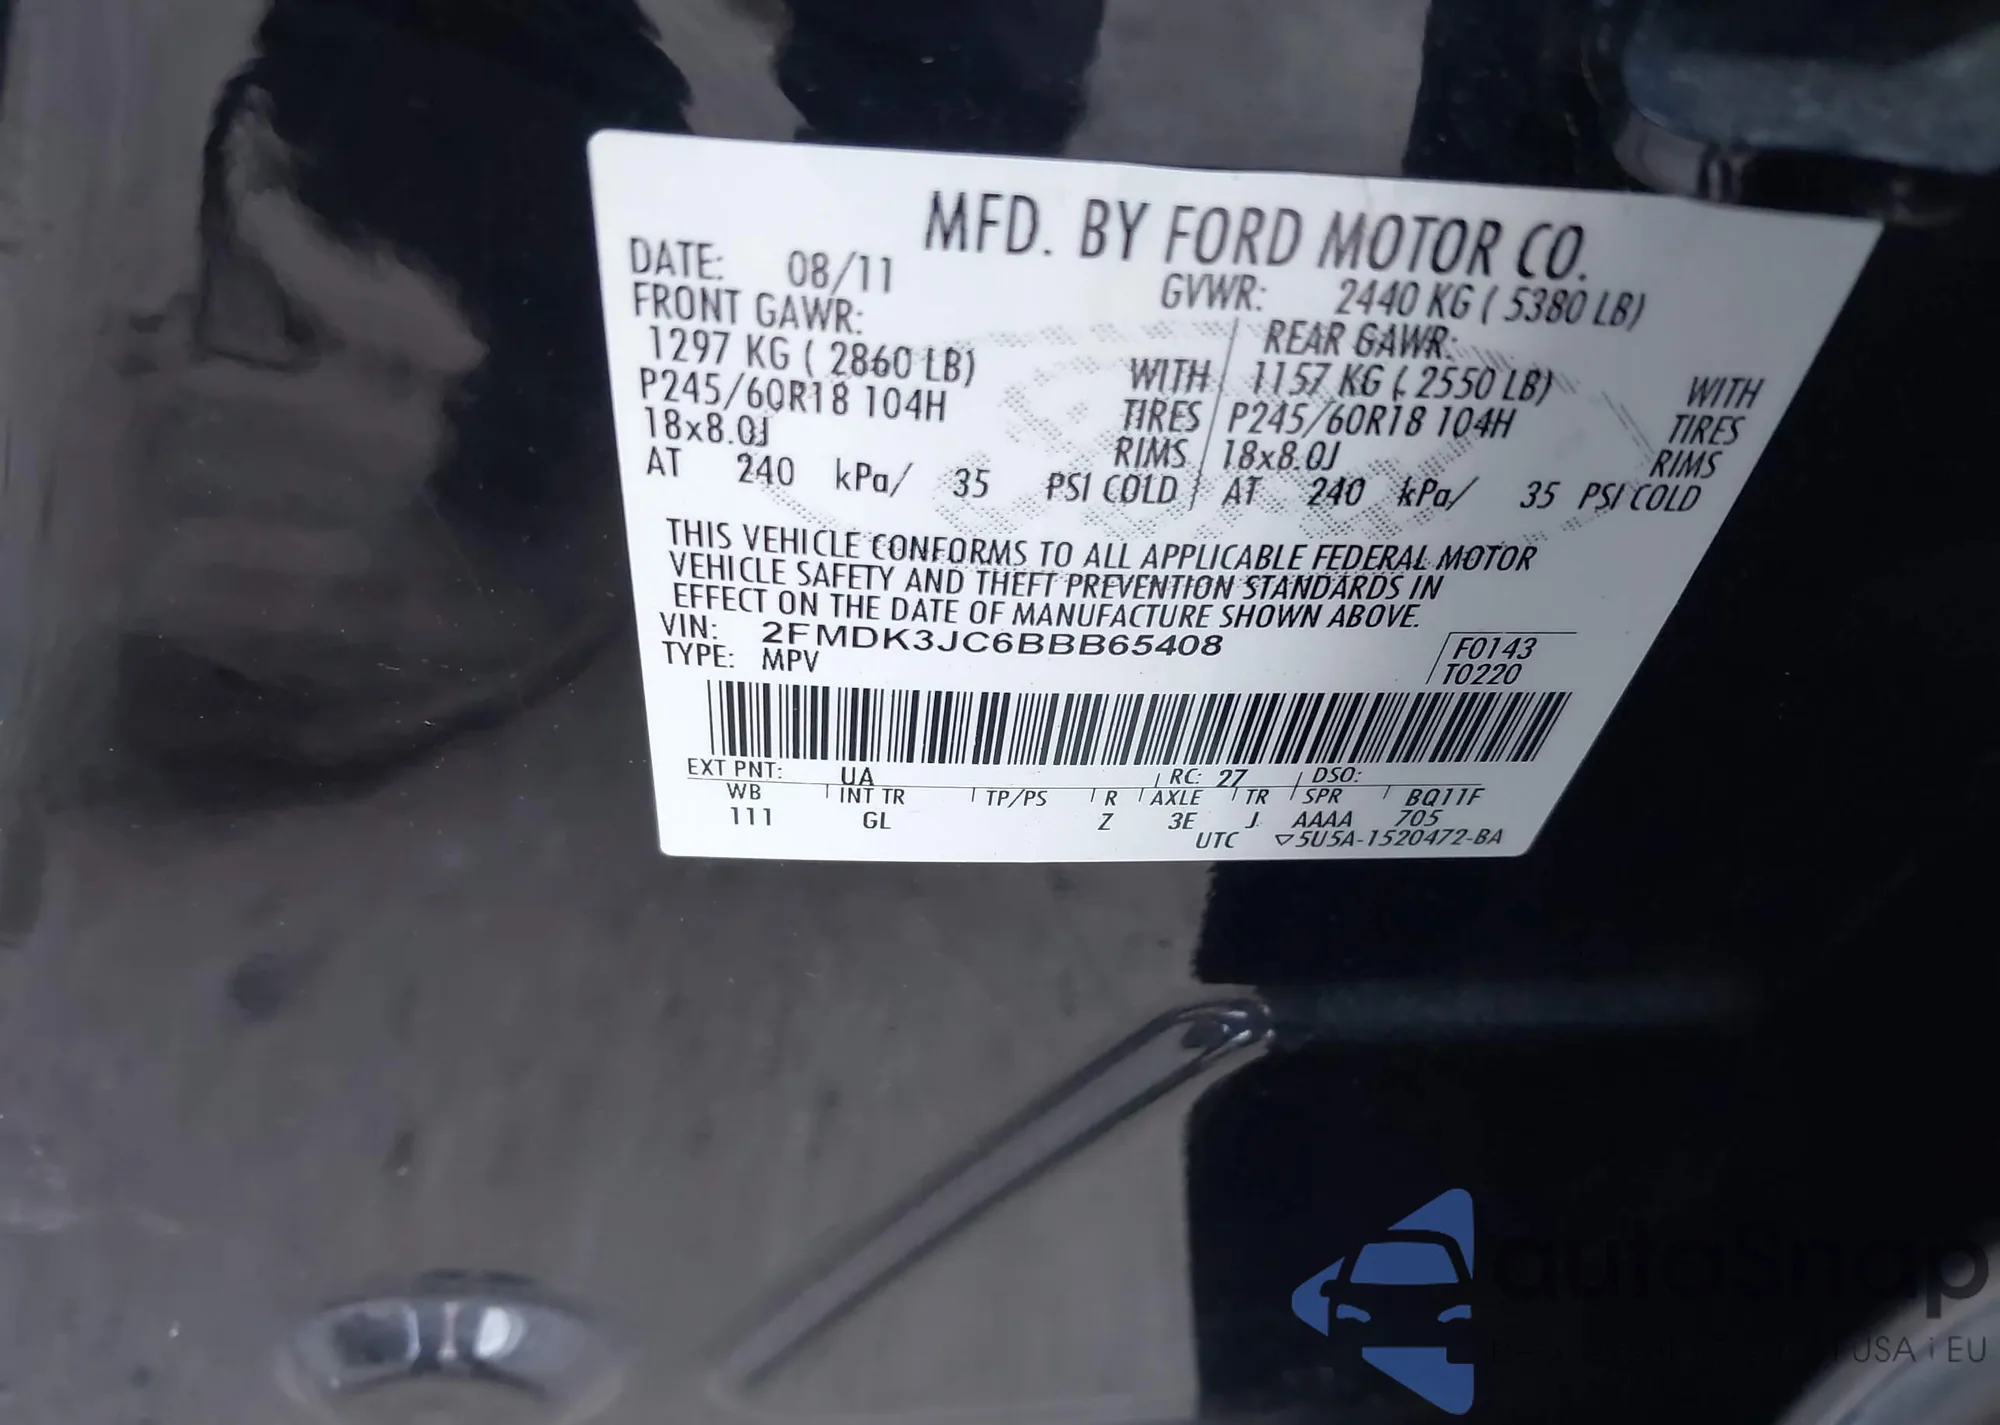 MFD. BY FORD MOTOR CO.
DATE: 08/11 GVWR: 2440 KG ( 5380 LB)
FRONT GAWR: REAR GAWR:
1297 KG ( 2860 LB) WITH 1157 KG ( 2550 LB) WITH
P245/60R18 104H TIRES P245/60R18 104H TIRES
18x8.0J RIMS 18x8.0J RIMS
AT 240 kPa/ 35 PSI COLD AT 240 kPa/ 35 PSI COLD
THIS VEHICLE CONFORMS TO ALL APPLICABLE FEDERAL MOTOR
VEHICLE SAFETY AND THEFT PREVENTION STANDARDS IN
EFFECT ON THE DATE OF MANUFACTURE SHOWN ABOVE.
VIN: 2FMDK3JC6BBB65408 F0143
TYPE: MPV T0220
EXT PNT: UA RC: 27 DSO:
WB INT TR TP/PS R AXLE TR SPR BQ11F
111 GL Z 3E J AAAA 705
UTC ▽5U5A-1520472-BA
autosnap
USA i EU